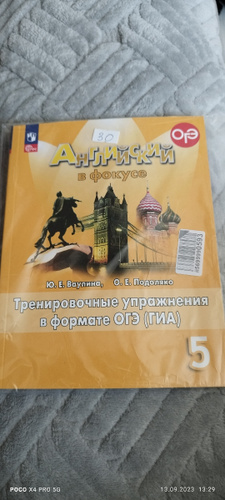 ОГЭ
30
Английский
в фокусе
Ю. Е. Ваулина, О. Е. Подоляко
Тренировочные упражнения
в формате ОГЭ (ГИА)
5
POCO X4 PRO 5G
13.09.2023 13:29